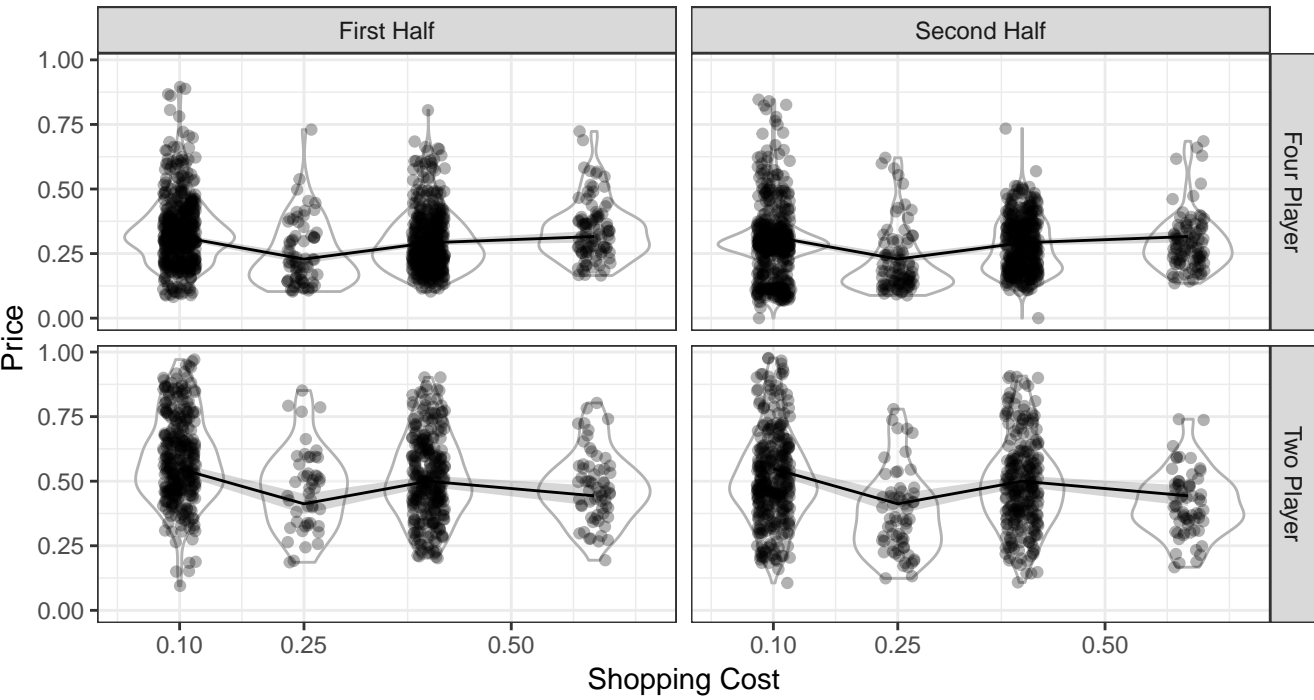 First Half
Second Half
1.00
0.75
0.50
0.25
0.00
Four Player
Price
1.00
0.75
0.50
0.25
0.00
Two Player
0.10 0.25 0.50
0.10 0.25 0.50
Shopping Cost